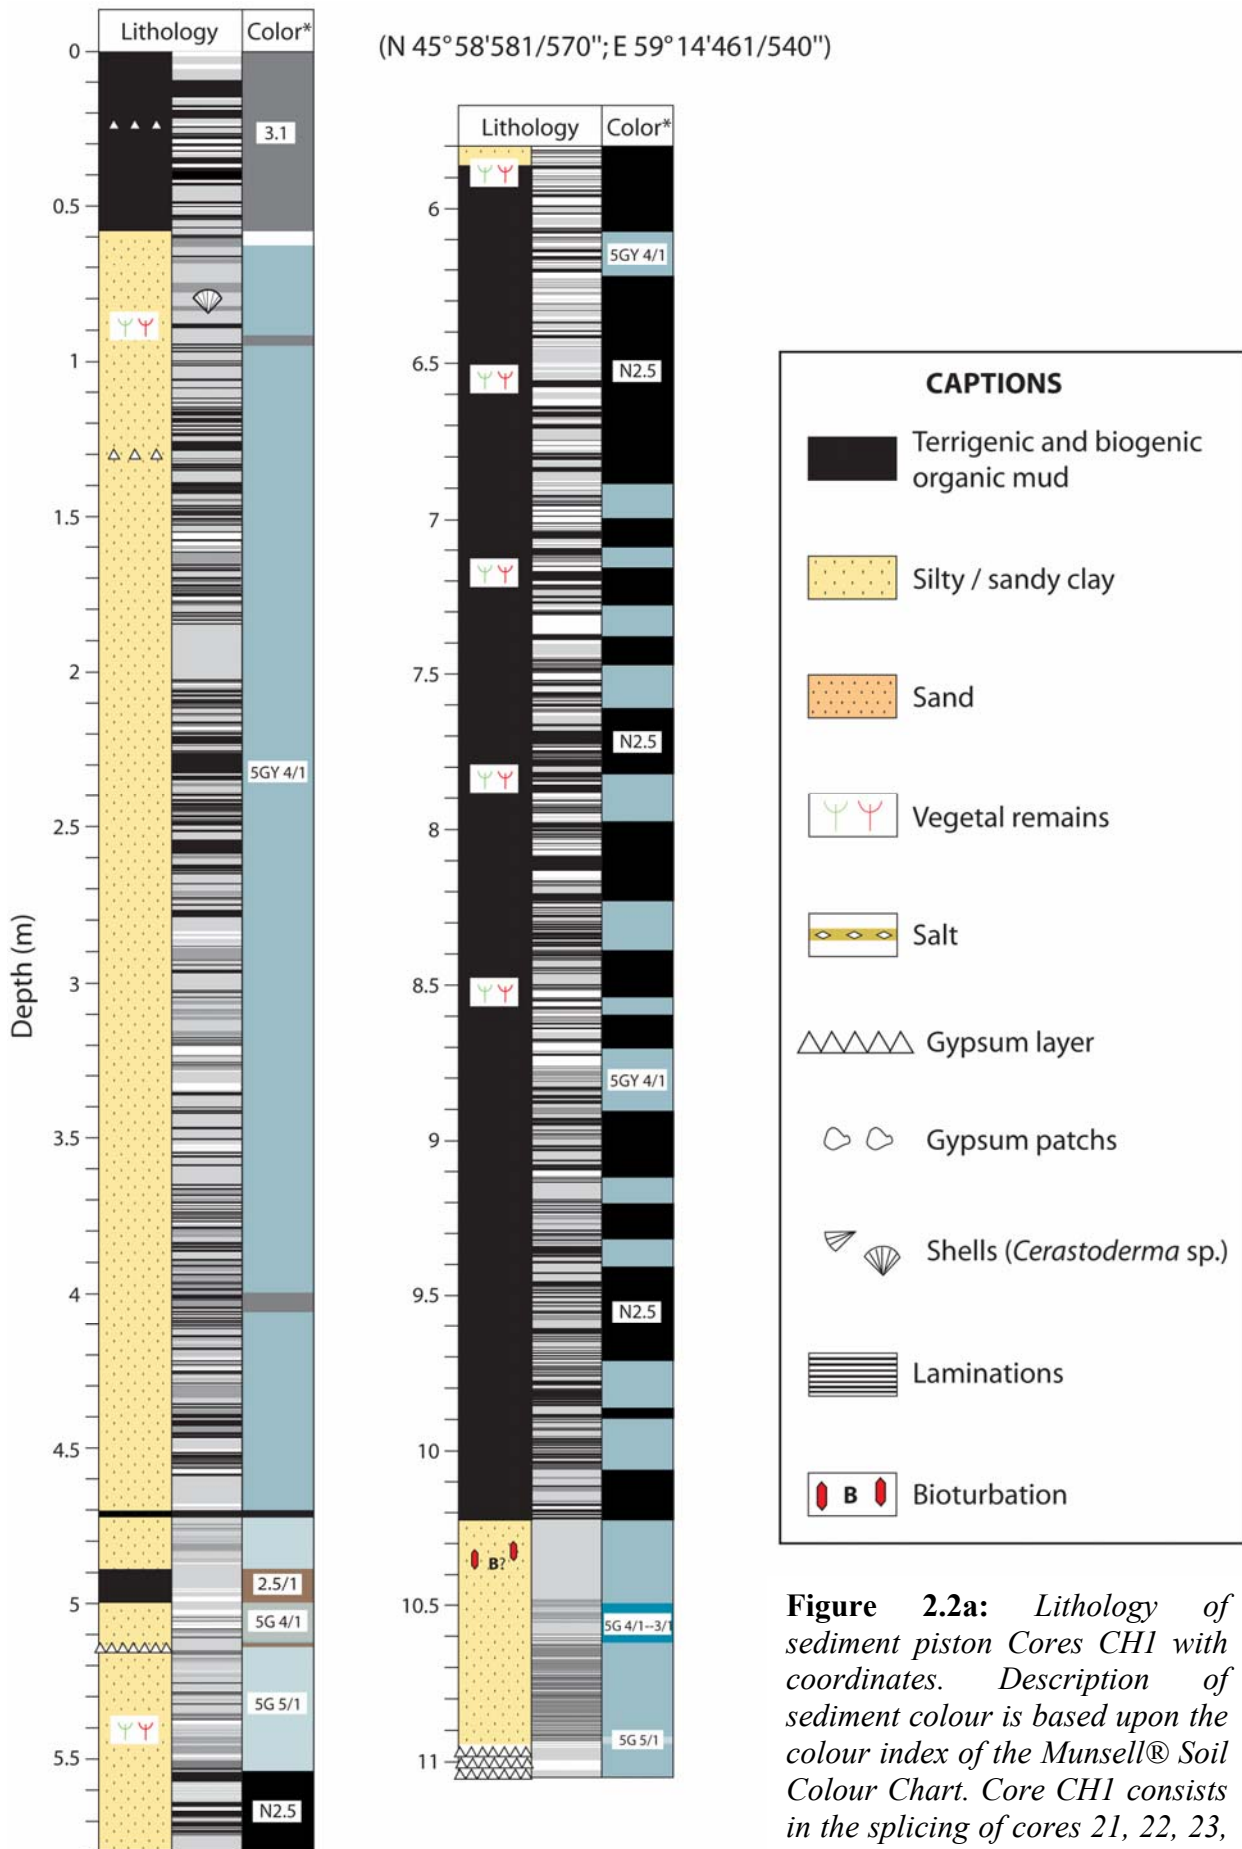 Lithology Color*
(N 45°58'581/570"; E 59°14'461/540")
Depth (m)
0
0.5
1
1.5
2
2.5
3
3.5
4
4.5
5
5.5
3.1
5GY 4/1
2.5/1
5G 4/1
5G 5/1
N2.5
Lithology Color*
6
6.5
7
7.5
8
8.5
9
9.5
10
10.5
11
5GY 4/1
N2.5
N2.5
5GY 4/1
N2.5
B?
5G 4/1--3/1
5G 5/1
CAPTIONS
Terrigenic and biogenic
organic mud
Silty / sandy clay
Sand
Vegetal remains
Salt
Gypsum layer
Gypsum patchs
Shells (Cerastoderma sp.)
Laminations
B
Bioturbation
Figure 2.2a: Lithology of
sediment piston Cores CH1 with
coordinates. Description of
sediment colour is based upon the
colour index of the Munsell® Soil
Colour Chart. Core CH1 consists
in the splicing of cores 21, 22, 23,